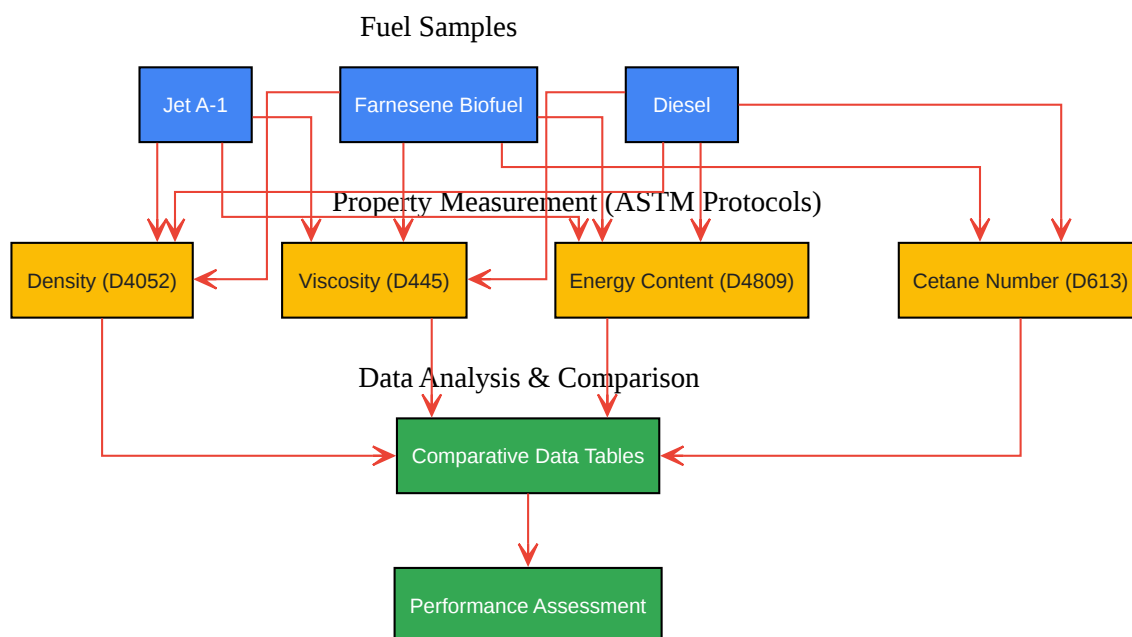 Fuel Samples
Jet A-1
Farnesene Biofuel
Diesel
Property Measurement (ASTM Protocols)
Density (D4052)
Viscosity (D445)
Energy Content (D4809)
Cetane Number (D613)
Data Analysis & Comparison
Comparative Data Tables
Performance Assessment